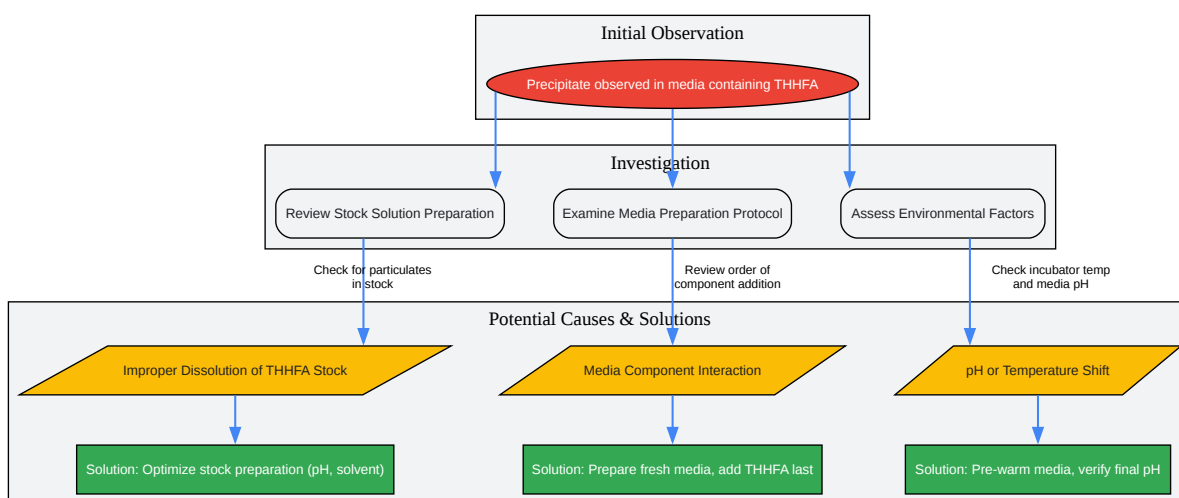 Initial Observation
Precipitate observed in media containing THHFA
Investigation
Review Stock Solution Preparation
Examine Media Preparation Protocol
Assess Environmental Factors
Check for particulates
in stock
Review order of
component addition
Check incubator temp
and media pH
Potential Causes & Solutions
Improper Dissolution of THHFA Stock
Media Component Interaction
pH or Temperature Shift
Solution: Optimize stock preparation (pH, solvent)
Solution: Prepare fresh media, add THHFA last
Solution: Pre-warm media, verify final pH